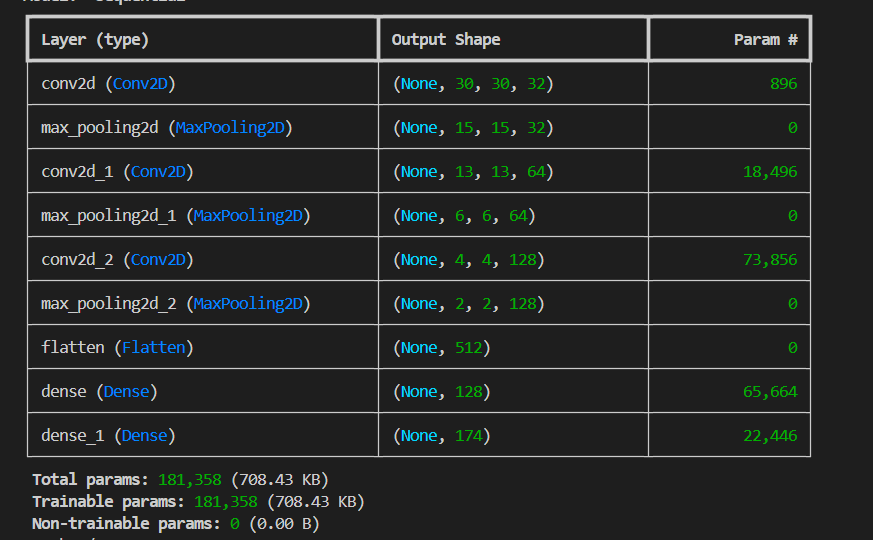 Layer (type) Output Shape Param #
conv2d (Conv2D) (None, 30, 30, 32) 896
max_pooling2d (MaxPooling2D) (None, 15, 15, 32) 0
conv2d_1 (Conv2D) (None, 13, 13, 64) 18,496
max_pooling2d_1 (MaxPooling2D) (None, 6, 6, 64) 0
conv2d_2 (Conv2D) (None, 4, 4, 128) 73,856
max_pooling2d_2 (MaxPooling2D) (None, 2, 2, 128) 0
flatten (Flatten) (None, 512) 0
dense (Dense) (None, 128) 65,664
dense_1 (Dense) (None, 174) 22,446
Total params: 181,358 (708.43 KB)
Trainable params: 181,358 (708.43 KB)
Non-trainable params: 0 (0.00 B)